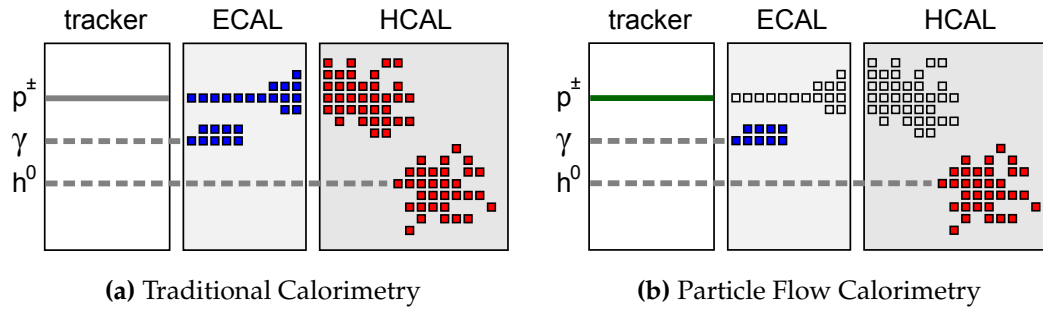 tracker ECAL HCAL
p±
γ
h⁰
(a) Traditional Calorimetry
tracker ECAL HCAL
p±
γ
h⁰
(b) Particle Flow Calorimetry